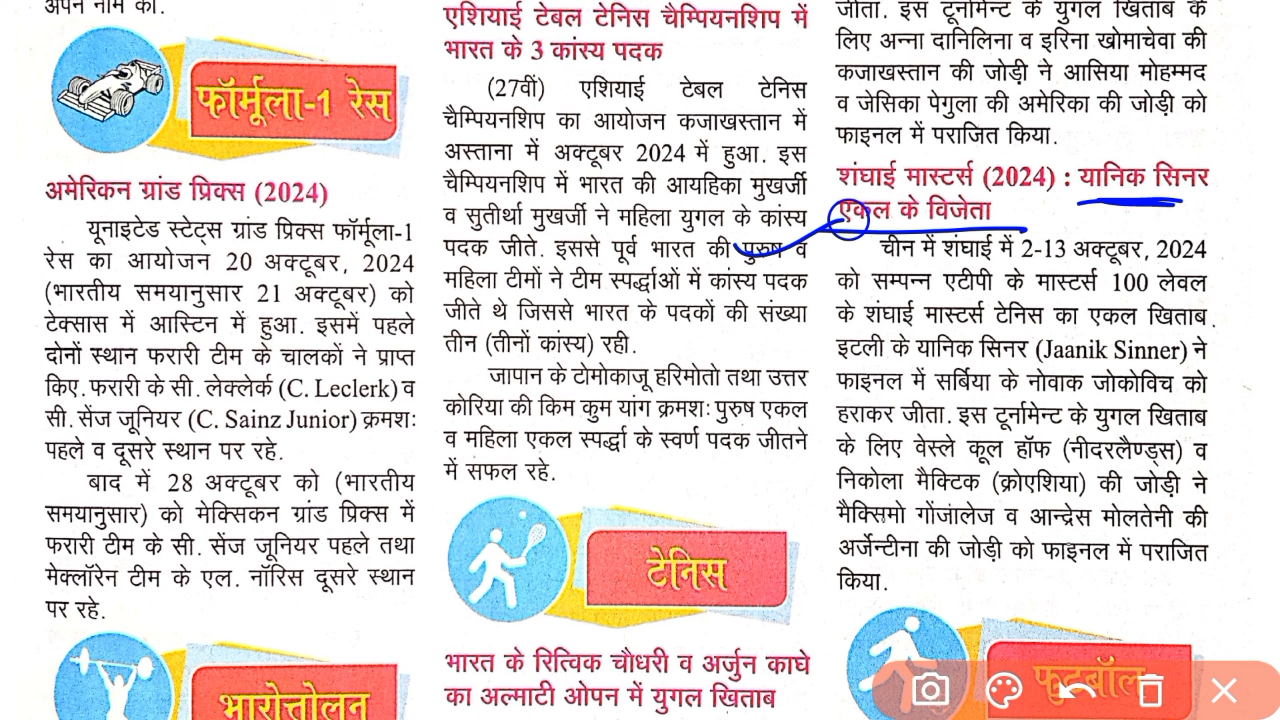 अपने नाम की.
फॉर्मूला-1 रेस
अमेरिकन ग्रांड प्रिक्स (2024)
यूनाइटेड स्टेट्स ग्रांड प्रिक्स फॉर्मूला-1
रेस का आयोजन 20 अक्टूबर, 2024
(भारतीय समयानुसार 21 अक्टूबर) को
टेक्सास में आस्टिन में हुआ. इसमें पहले
दोनों स्थान फरारी टीम के चालकों ने प्राप्त
किए. फरारी के सी. लेक्लेर्क (C. Leclerk) व
सी. सेंज जूनियर (C. Sainz Junior) क्रमशः
पहले व दूसरे स्थान पर रहे.
बाद में 28 अक्टूबर को (भारतीय
समयानुसार) को मेक्सिकन ग्रांड प्रिक्स में
फरारी टीम के सी. सेंज जूनियर पहले तथा
मेक्लॉरेन टीम के एल. नॉरिस दूसरे स्थान
पर रहे.
भारोत्तोलन
एशियाई टेबल टेनिस चैम्पियनशिप में
भारत के 3 कांस्य पदक
(27वीं) एशियाई टेबल टेनिस
चैम्पियनशिप का आयोजन कजाखस्तान में
अस्ताना में अक्टूबर 2024 में हुआ. इस
चैम्पियनशिप में भारत की आयहिका मुखर्जी
व सुतीर्था मुखर्जी ने महिला युगल के कांस्य
पदक जीते. इससे पूर्व भारत की पुरुष व
महिला टीमों ने टीम स्पर्द्धाओं में कांस्य पदक
जीते थे जिससे भारत के पदकों की संख्या
तीन (तीनों कांस्य) रही.
जापान के टोमोकाजू हरिमोतो तथा उत्तर
कोरिया की किम कुम यांग क्रमशः पुरुष एकल
व महिला एकल स्पर्द्धा के स्वर्ण पदक जीतने
में सफल रहे.
टेनिस
भारत के रित्विक चौधरी व अर्जुन काघे
का अल्माटी ओपन में युगल खिताब
जीता. इस टूर्नामेन्ट के युगल खिताब के
लिए अन्ना दानिलिना व इरिना खोमाचेवा की
कजाखस्तान की जोड़ी ने आसिया मोहम्मद
व जेसिका पेगुला की अमेरिका की जोड़ी को
फाइनल में पराजित किया.
शंघाई मास्टर्स (2024) : यानिक सिनर
एकल के विजेता
चीन में शंघाई में 2-13 अक्टूबर, 2024
को सम्पन्न एटीपी के मास्टर्स 100 लेवल
के शंघाई मास्टर्स टेनिस का एकल खिताब
इटली के यानिक सिनर (Jaanik Sinner) ने
फाइनल में सर्बिया के नोवाक जोकोविच को
हराकर जीता. इस टूर्नामेन्ट के युगल खिताब
के लिए वेस्ले कूल हॉफ (नीदरलैण्ड्स) व
निकोला मैक्टिक (क्रोएशिया) की जोड़ी ने
मैक्सिमो गोंजालेज व आन्द्रेस मोलतेनी की
अर्जेन्टीना की जोड़ी को फाइनल में पराजित
किया.
फुटबॉल